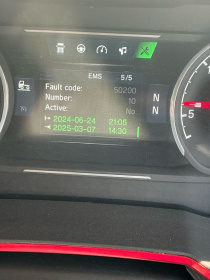 EMS 5/5
Fault code: 50200
Number: 10
Active: No
2024-06-24 21:05
2025-03-07 14:30
N
N
5